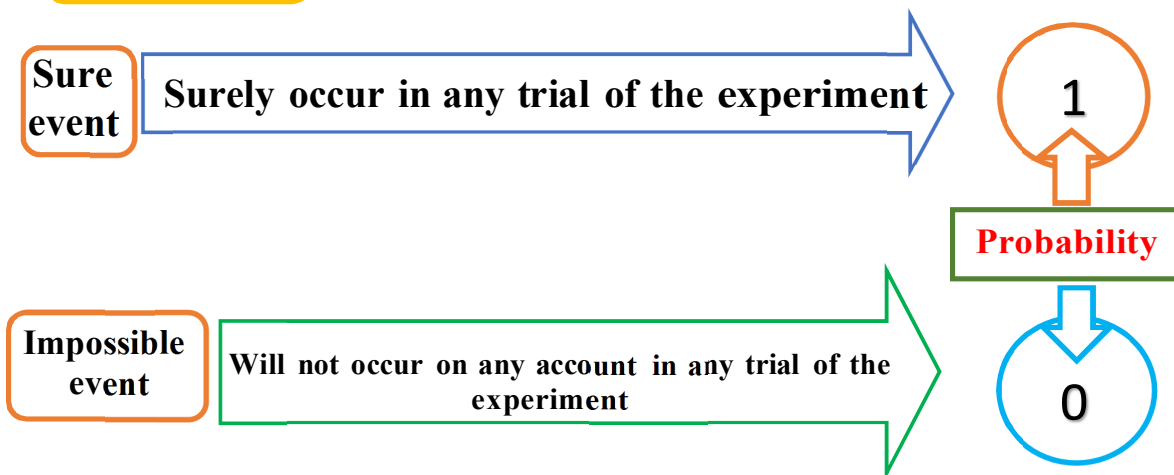 Sure
event
Surely occur in any trial of the experiment
1
Probability
Impossible
event
Will not occur on any account in any trial of the
experiment
0